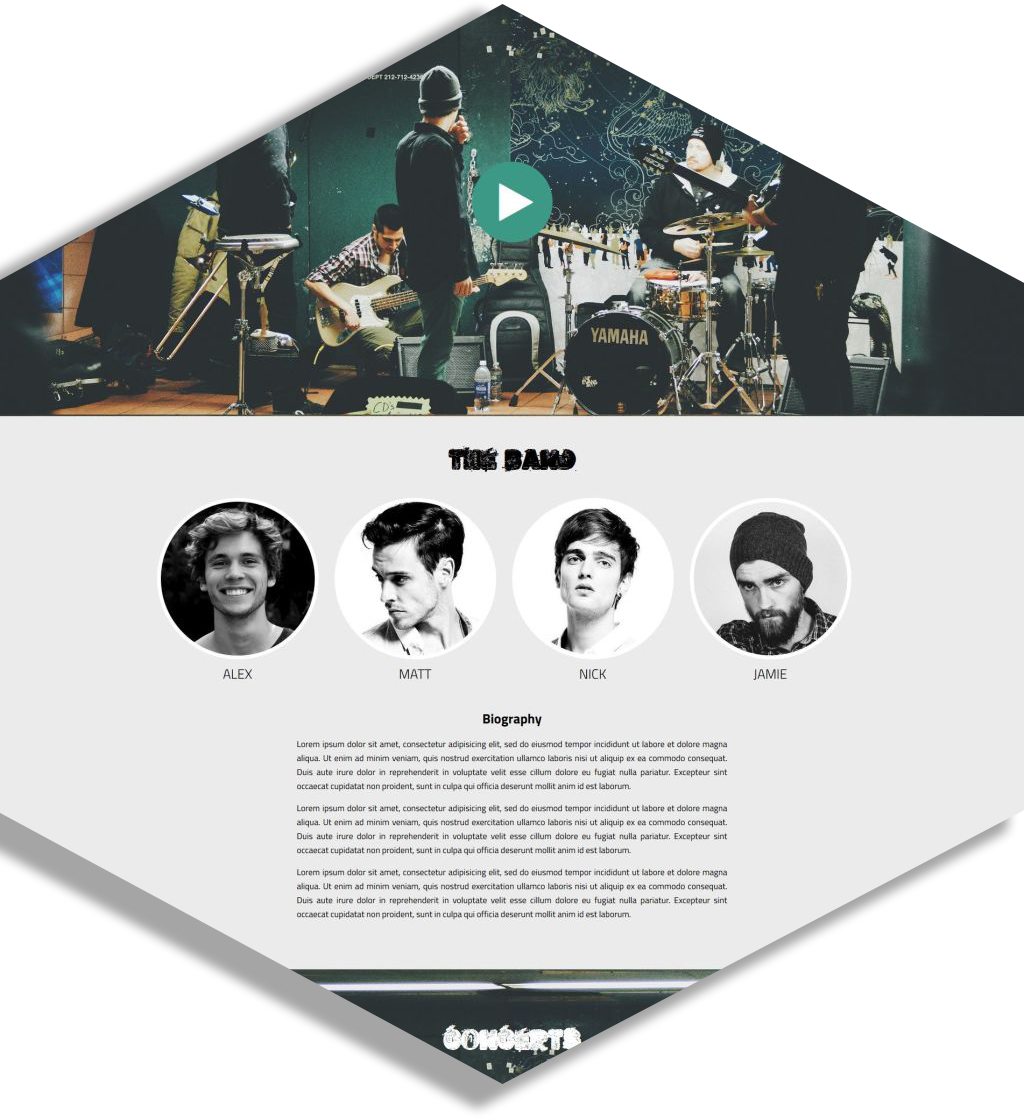 DEPT 212-712-423
YAMAHA
CD's
THE BAND
ALEX
MATT
NICK
JAMIE
Biography
Lorem ipsum dolor sit amet, consectetur adipisicing elit, sed do eiusmod tempor incididunt ut labore et dolore magna
aliqua. Ut enim ad minim veniam, quis nostrud exercitation ullamco laboris nisi ut aliquip ex ea commodo consequat.
Duis aute irure dolor in reprehenderit in voluptate velit esse cillum dolore eu fugiat nulla pariatur. Excepteur sint
occaecat cupidatat non proident, sunt in culpa qui officia deserunt mollit anim id est laborum.
Lorem ipsum dolor sit amet, consectetur adipisicing elit, sed do eiusmod tempor incididunt ut labore et dolore magna
aliqua. Ut enim ad minim veniam, quis nostrud exercitation ullamco laboris nisi ut aliquip ex ea commodo consequat.
Duis aute irure dolor in reprehenderit in voluptate velit esse cillum dolore eu fugiat nulla pariatur. Excepteur sint
occaecat cupidatat non proident, sunt in culpa qui officia deserunt mollit anim id est laborum.
Lorem ipsum dolor sit amet, consectetur adipisicing elit, sed do eiusmod tempor incididunt ut labore et dolore magna
aliqua. Ut enim ad minim veniam, quis nostrud exercitation ullamco laboris nisi ut aliquip ex ea commodo consequat.
Duis aute irure dolor in reprehenderit in voluptate velit esse cillum dolore eu fugiat nulla pariatur. Excepteur sint
occaecat cupidatat non proident, sunt in culpa qui officia deserunt mollit anim id est laborum.
CONCERTS